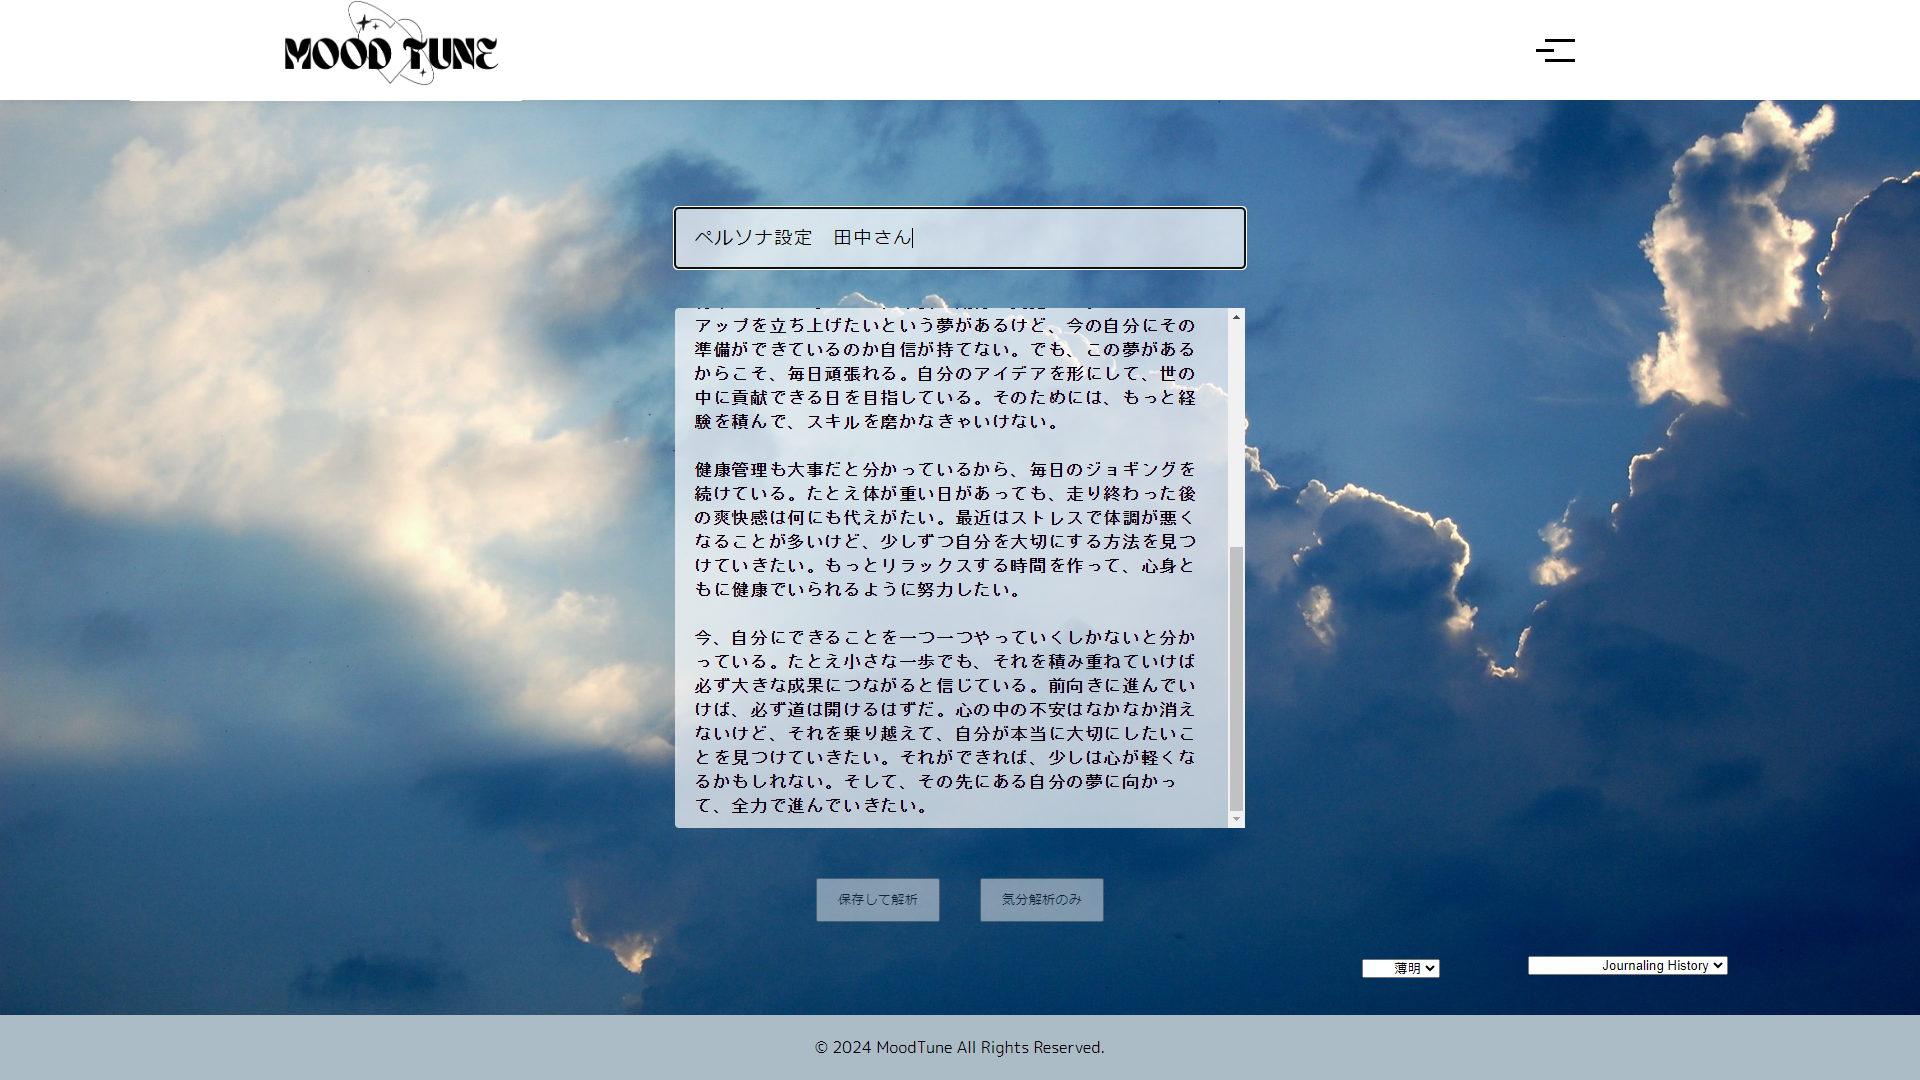 MOOD TUNE
ペルソナ設定　田中さん
アップを立ち上げたいという夢があるけど、今の自分にその
準備ができているのか自信が持てない。でも、この夢がある
からこそ、毎日頑張れる。自分のアイデアを形にして、世の
中に貢献できる日を目指している。そのためには、もっと経
験を積んで、スキルを磨かなきゃいけない。
健康管理も大事だと分かっているから、毎日のジョギングを
続けている。たとえ体が重い日があっても、走り終わった後
の爽快感は何にも代えがたい。最近はストレスで体調が悪く
なることが多いけど、少しずつ自分を大切にする方法を見つ
けていきたい。もっとリラックスする時間を作って、心身と
もに健康でいられるように努力したい。
今、自分にできることを一つ一つやっていくしかないと分か
っている。たとえ小さな一歩でも、それを積み重ねていけば
必ず大きな成果につながると信じている。前向きに進んでい
けば、必ず道は開けるはずだ。心の中の不安はなかなか消え
ないけど、それを乗り越えて、自分が本当に大切にしたいこ
とを見つけていきたい。それができれば、少しは心が軽くな
るかもしれない。そして、その先にある自分の夢に向かっ
て、全力で進んでいきたい。
保存して解析
気分解析のみ
薄明
Journaling History
© 2024 MoodTune All Rights Reserved.